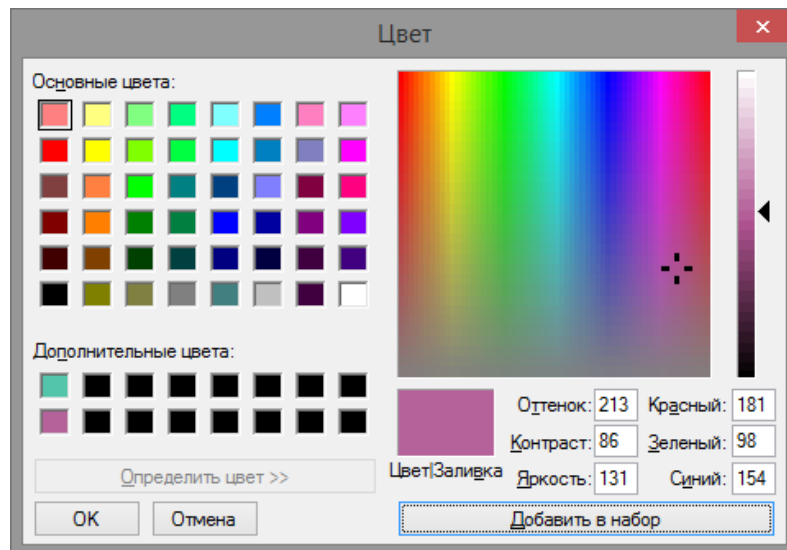 Цвет
Основные цвета:
Дополнительные цвета:
Определить цвет >>
OK
Отмена
Цвет|Заливка
Оттенок: 213
Контраст: 86
Яркость: 131
Красный: 181
Зеленый: 98
Синий: 154
Добавить в набор